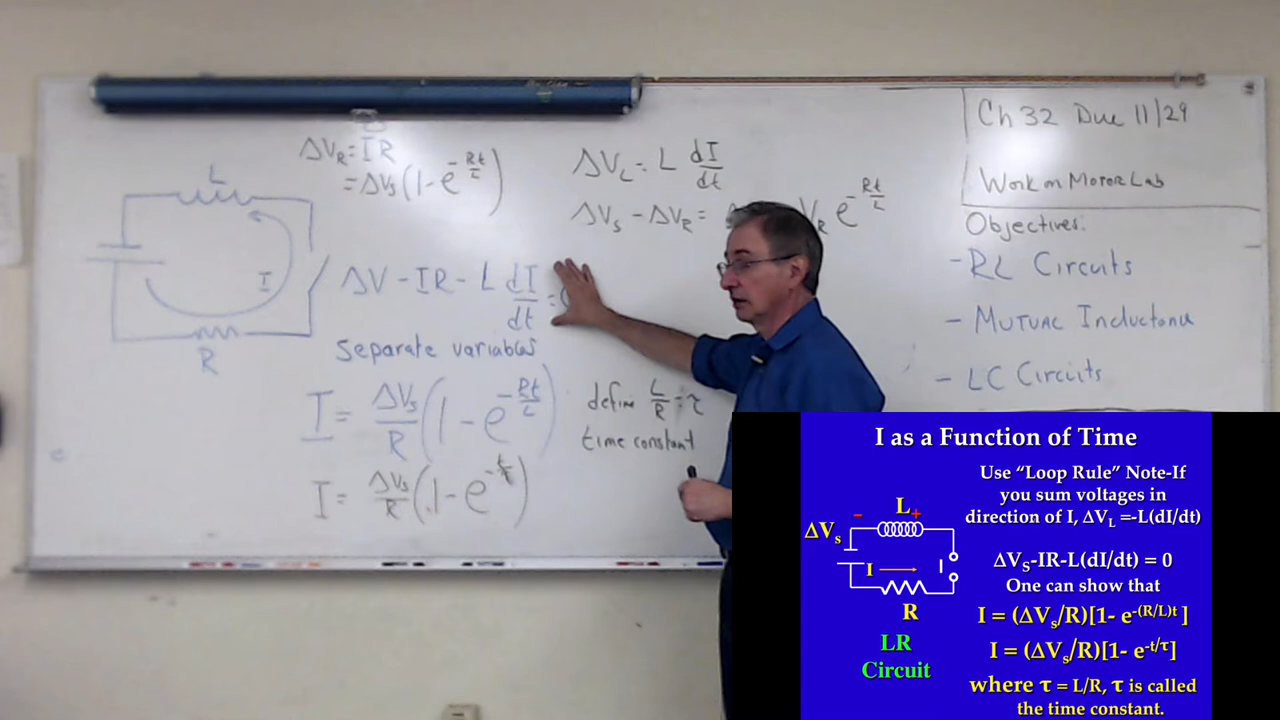 ΔV_R = IR
= ΔVs(1 - e^-Rt/L)
L
I
R
ΔV - IR - L dI/dt =
Separate variables
I = ΔVs/R (1 - e^-Rt/L)
I = ΔVs/R (1 - e^-t/τ)
ΔV_L = L dI/dt
ΔV_S - ΔV_R =
V_R e^-Rt/L
define L/R = τ
time constant
Ch 32 Due 11/29
Work on Motor Lab
Objectives:
- RL Circuits
- Mutual Inductance
- LC Circuits
I as a Function of Time
Use “Loop Rule” Note-If
you sum voltages in
direction of I, ΔV_L =-L(dI/dt)
- L +
ΔV_s
I
R
LR
Circuit
ΔV_S-IR-L(dI/dt) = 0
One can show that
I = (ΔV_s/R)[1- e^-(R/L)t ]
I = (ΔV_s/R)[1- e^-t/τ]
where τ = L/R, τ is called
the time constant.